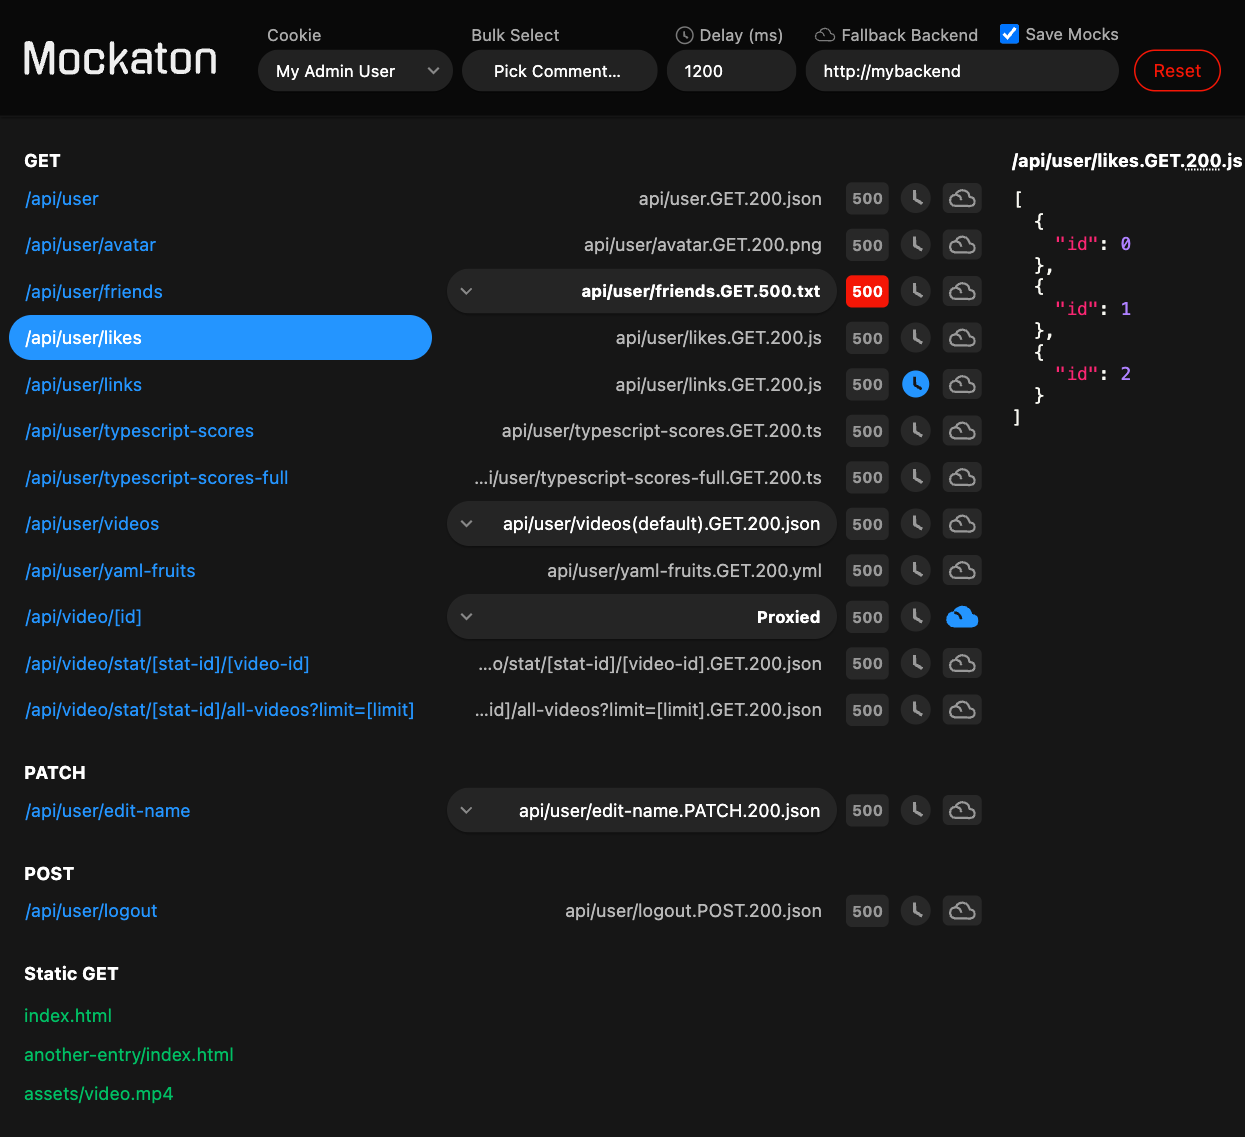 Mockaton
Cookie
My Admin User
Bulk Select
Pick Comment...
Delay (ms)
1200
Fallback Backend
http://mybackend
Save Mocks
Reset
GET
/api/user api/user.GET.200.json 500
/api/user/avatar api/user/avatar.GET.200.png 500
/api/user/friends api/user/friends.GET.500.txt 500
/api/user/likes api/user/likes.GET.200.js 500
/api/user/links api/user/links.GET.200.js 500
/api/user/typescript-scores api/user/typescript-scores.GET.200.ts 500
/api/user/typescript-scores-full ...i/user/typescript-scores-full.GET.200.ts 500
/api/user/videos api/user/videos(default).GET.200.json 500
/api/user/yaml-fruits api/user/yaml-fruits.GET.200.yml 500
/api/video/[id] Proxied 500
/api/video/stat/[stat-id]/[video-id] ...o/stat/[stat-id]/[video-id].GET.200.json 500
/api/video/stat/[stat-id]/all-videos?limit=[limit] ...id]/all-videos?limit=[limit].GET.200.json 500
PATCH
/api/user/edit-name api/user/edit-name.PATCH.200.json 500
POST
/api/user/logout api/user/logout.POST.200.json 500
Static GET
index.html
another-entry/index.html
assets/video.mp4
/api/user/likes.GET.200.js
[
{
"id": 0
},
{
"id": 1
},
{
"id": 2
}
]